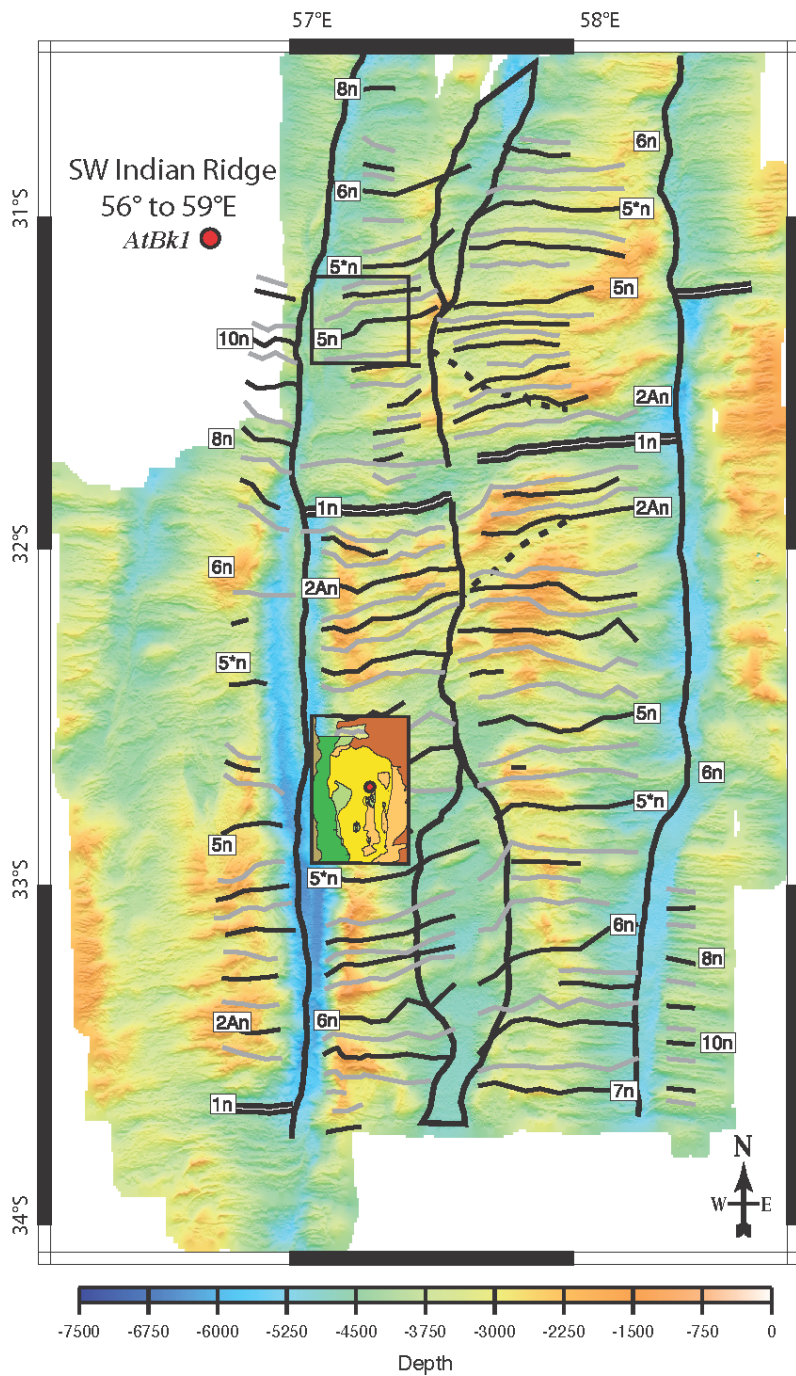 57°E
58°E
8n
6n
SW Indian Ridge
56° to 59°E
AtBk1
31°S
6n
5*n
5*n
5n
10n
5n
2An
8n
1n
1n
2An
32°S
6n
2An
5*n
5n
6n
5*n
5n
5*n
33°S
6n
8n
2An
6n
10n
7n
1n
N
W
E
34°S
-7500
-6750
-6000
-5250
-4500
-3750
-3000
-2250
-1500
-750
0
Depth